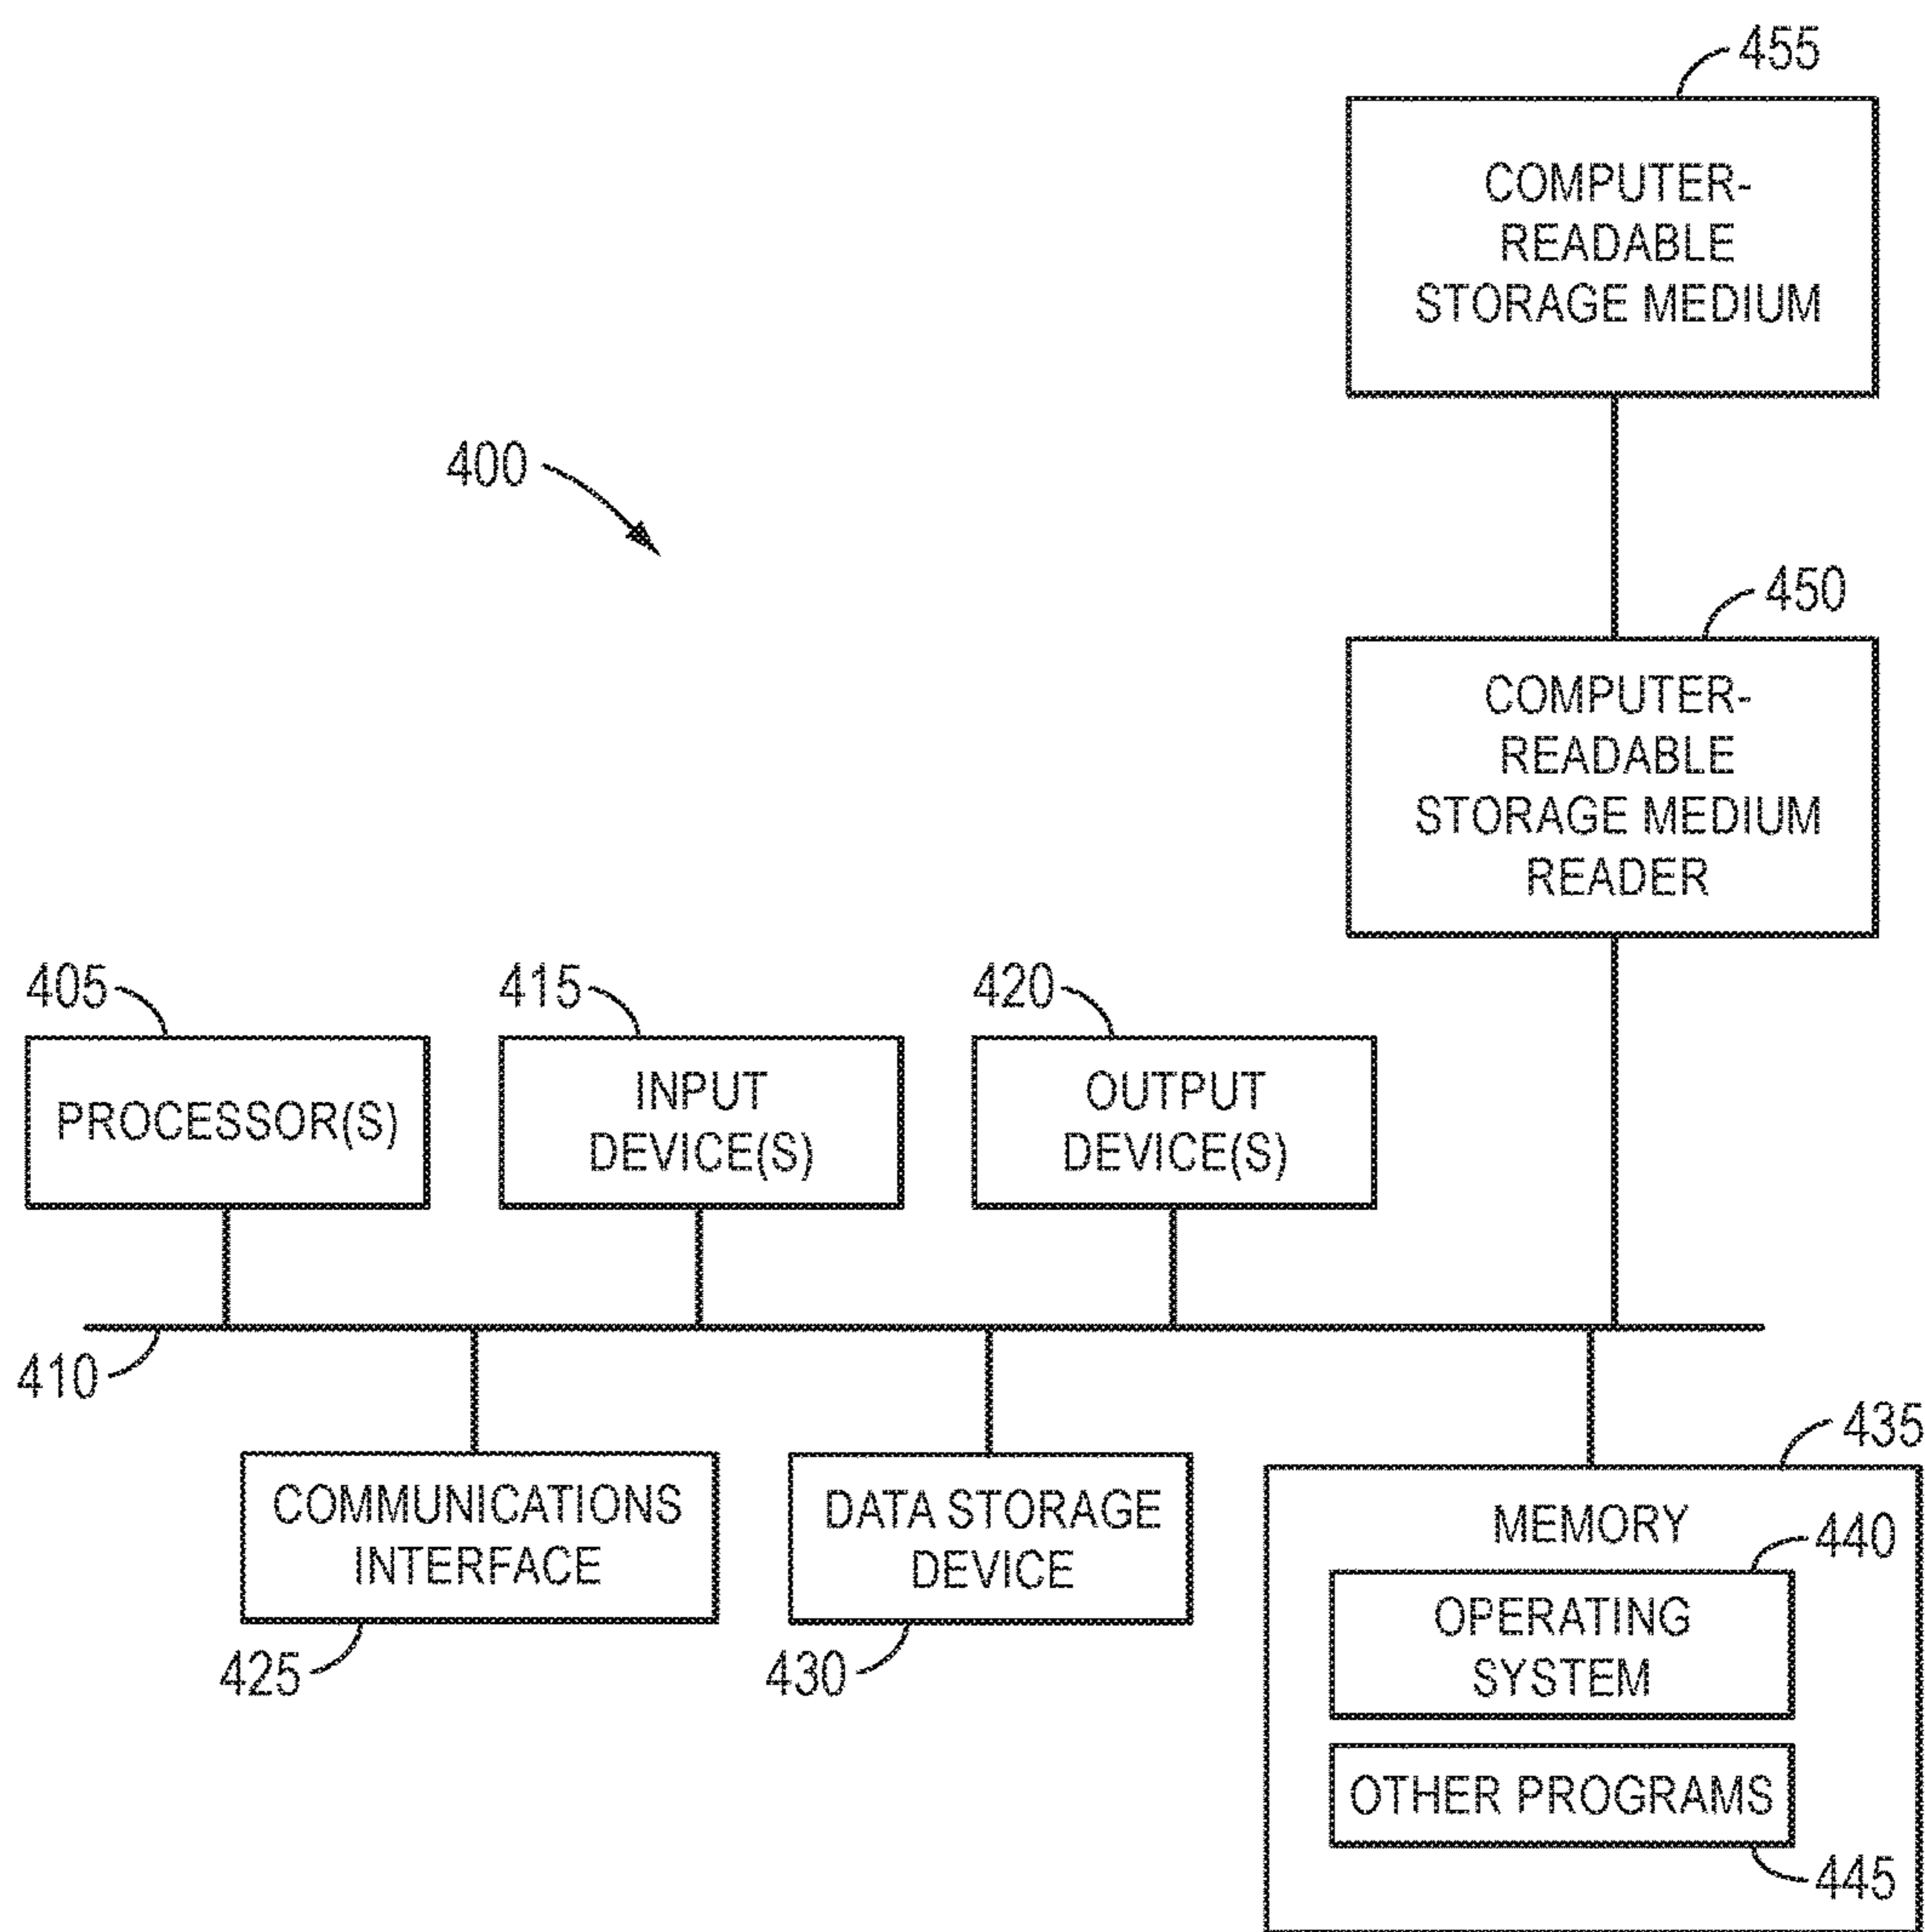 455
COMPUTER-
READABLE
STORAGE MEDIUM
400
450
COMPUTER-
READABLE
STORAGE MEDIUM
READER
405
PROCESSOR(S)
415
INPUT
DEVICE(S)
420
OUTPUT
DEVICE(S)
410
COMMUNICATIONS
INTERFACE
425
DATA STORAGE
DEVICE
430
435
MEMORY
440
OPERATING
SYSTEM
OTHER PROGRAMS
445